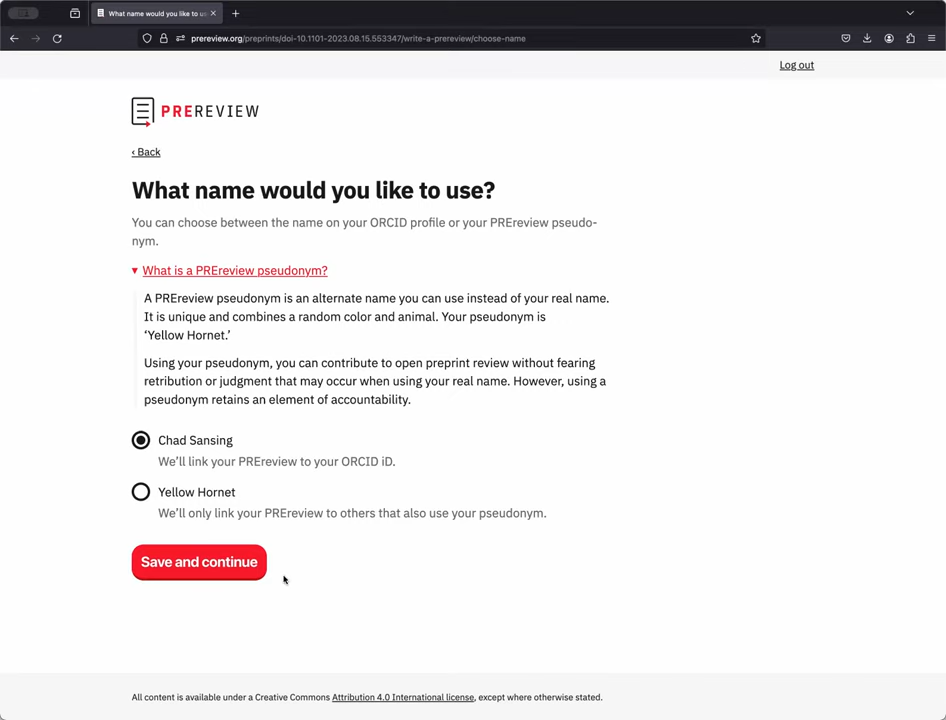 What name would you like to us
prereview.org/preprints/doi-10.1101-2023.08.15.553347/write-a-prereview/choose-name
Log out
PREREVIEW
‹ Back
What name would you like to use?
You can choose between the name on your ORCID profile or your PREreview pseudo-
nym.
▾ What is a PREreview pseudonym?
A PREreview pseudonym is an alternate name you can use instead of your real name.
It is unique and combines a random color and animal. Your pseudonym is
‘Yellow Hornet.’
Using your pseudonym, you can contribute to open preprint review without fearing
retribution or judgment that may occur when using your real name. However, using a
pseudonym retains an element of accountability.
Chad Sansing
We’ll link your PREreview to your ORCID iD.
Yellow Hornet
We’ll only link your PREreview to others that also use your pseudonym.
Save and continue
All content is available under a Creative Commons Attribution 4.0 International license, except where otherwise stated.